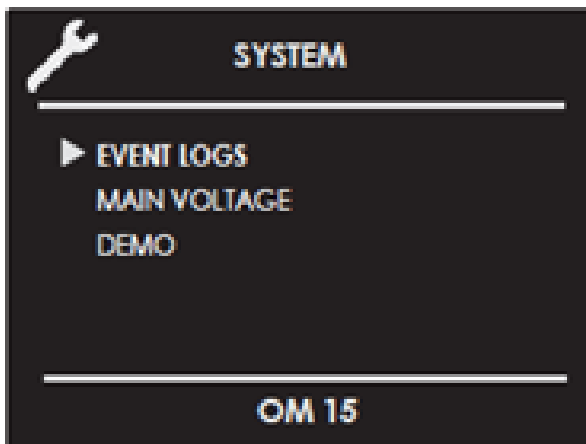 SYSTEM
EVENT LOGS
MAIN VOLTAGE
DEMO
OM 15